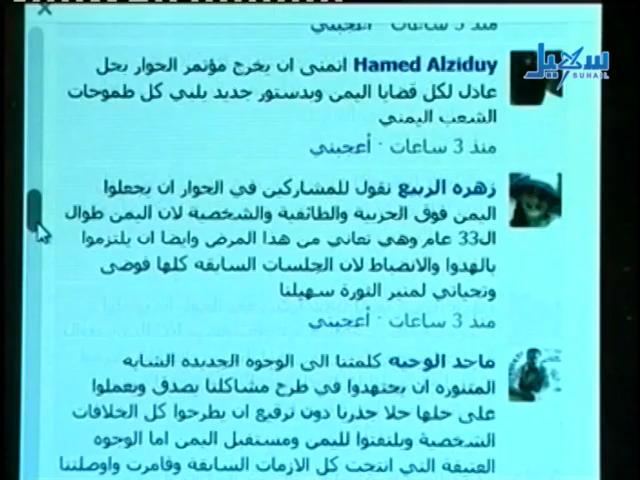 منذ 3 ساعات · أعجبني
سهيل
SUHAIL
Hamed Alziduy اتمنى ان يخرج مؤتمر الحوار بحل
عادل لكل قضايا اليمن وبدستور جديد يلبي كل طموحات
الشعب اليمني
منذ 3 ساعات · أعجبني
زهرة الربيع نقول للمشاركين في الحوار ان يجعلوا
اليمن فوق الحزبية والطائفية والشخصية لان اليمن طوال
ال33 عام وهي تعاني من هذا المرض وايضا ان يلتزموا
بالهدوا والانضباط لان الجلسات السابقه كلها فوضى
وتحياتي لمنبر الثورة سهيلنا
منذ 3 ساعات · أعجبني
ماجد الوجيه كلمتنا الى الوجوة الجديدة الشابه
المتنوره ان يجتهدوا في طرح مشاكلنا بصدق ويعملوا
على حلها حلا جذريا دون ترقيع ان يطرحوا كل الخلافات
الشخصية ويلتفتوا لليمن ومستقبل اليمن اما الوجوه
العتيقة التي انتجت كل الازمات السابقة وقامرت واوصلتنا